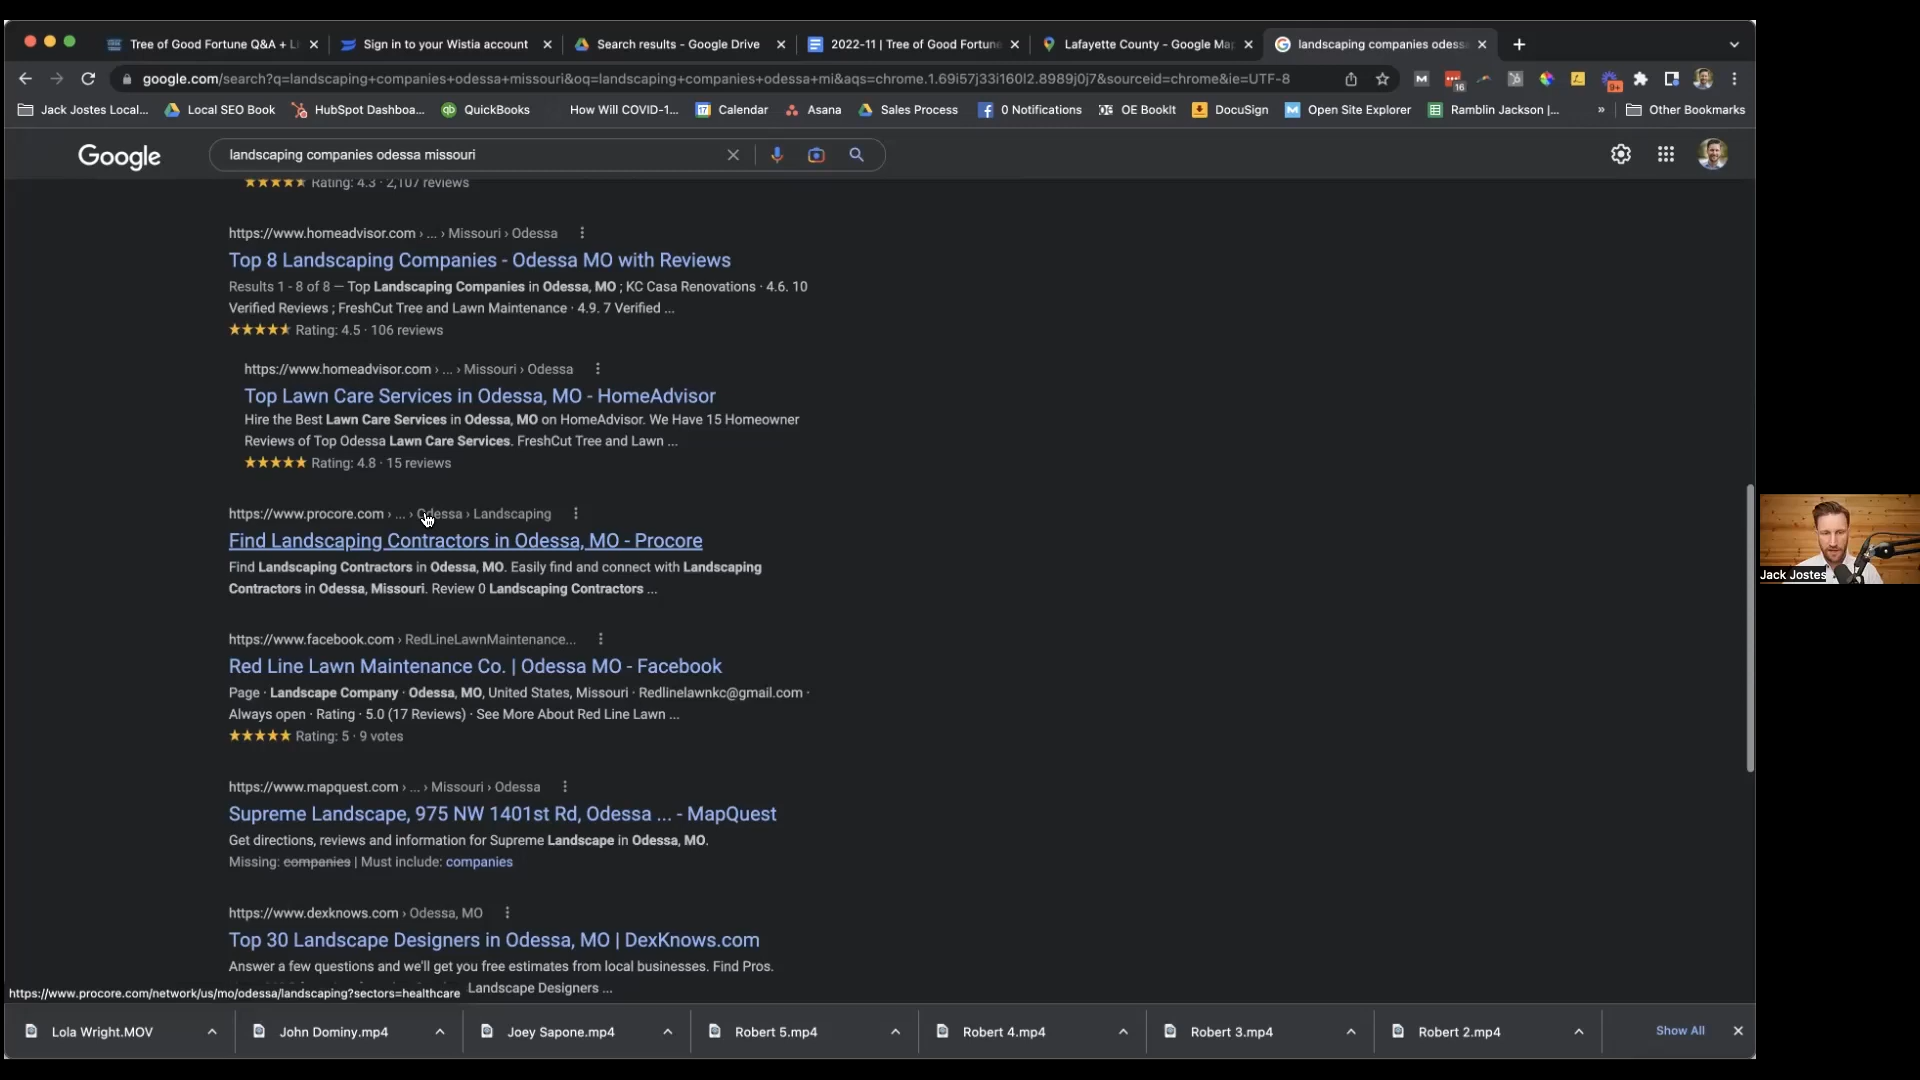 Tree of Good Fortune Q&A + Li
Sign in to your Wistia account
Search results - Google Drive
2022-11 | Tree of Good Fortune
Lafayette County - Google Ma
landscaping companies odess
google.com/search?q=landscaping+companies+odessa+missouri&oq=landscaping+companies+odessa+mi&aqs=chrome.1.69i57j33i160l2.8989j0j7&sourceid=chrome&ie=UTF-8
16
9+
Jack Jostes Local...
Local SEO Book
HubSpot Dashboa...
QuickBooks
How Will COVID-1...
Calendar
Asana
Sales Process
0 Notifications
OE BookIt
DocuSign
Open Site Explorer
Ramblin Jackson |...
»
Other Bookmarks
Google
landscaping companies odessa missouri
Rating: 4.3 · 2,107 reviews
https://www.homeadvisor.com › ... › Missouri › Odessa
Top 8 Landscaping Companies - Odessa MO with Reviews
Results 1 - 8 of 8 — Top Landscaping Companies in Odessa, MO ; KC Casa Renovations · 4.6. 10
Verified Reviews ; FreshCut Tree and Lawn Maintenance · 4.9. 7 Verified ...
Rating: 4.5 · 106 reviews
https://www.homeadvisor.com › ... › Missouri › Odessa
Top Lawn Care Services in Odessa, MO - HomeAdvisor
Hire the Best Lawn Care Services in Odessa, MO on HomeAdvisor. We Have 15 Homeowner
Reviews of Top Odessa Lawn Care Services. FreshCut Tree and Lawn ...
Rating: 4.8 · 15 reviews
https://www.procore.com › ... › Odessa › Landscaping
Find Landscaping Contractors in Odessa, MO - Procore
Find Landscaping Contractors in Odessa, MO. Easily find and connect with Landscaping
Contractors in Odessa, Missouri. Review 0 Landscaping Contractors ...
https://www.facebook.com › RedLineLawnMaintenance...
Red Line Lawn Maintenance Co. | Odessa MO - Facebook
Page · Landscape Company · Odessa, MO, United States, Missouri · Redlinelawnkc@gmail.com ·
Always open · Rating · 5.0 (17 Reviews) · See More About Red Line Lawn ...
Rating: 5 · 9 votes
https://www.mapquest.com › ... › Missouri › Odessa
Supreme Landscape, 975 NW 1401st Rd, Odessa ... - MapQuest
Get directions, reviews and information for Supreme Landscape in Odessa, MO.
Missing: companies | Must include: companies
https://www.dexknows.com › Odessa, MO
Top 30 Landscape Designers in Odessa, MO | DexKnows.com
Answer a few questions and we'll get you free estimates from local businesses. Find Pros.
Landscape Designers ...
https://www.procore.com/network/us/mo/odessa/landscaping?sectors=healthcare
Lola Wright.MOV
John Dominy.mp4
Joey Sapone.mp4
Robert 5.mp4
Robert 4.mp4
Robert 3.mp4
Robert 2.mp4
Show All
Jack Jostes